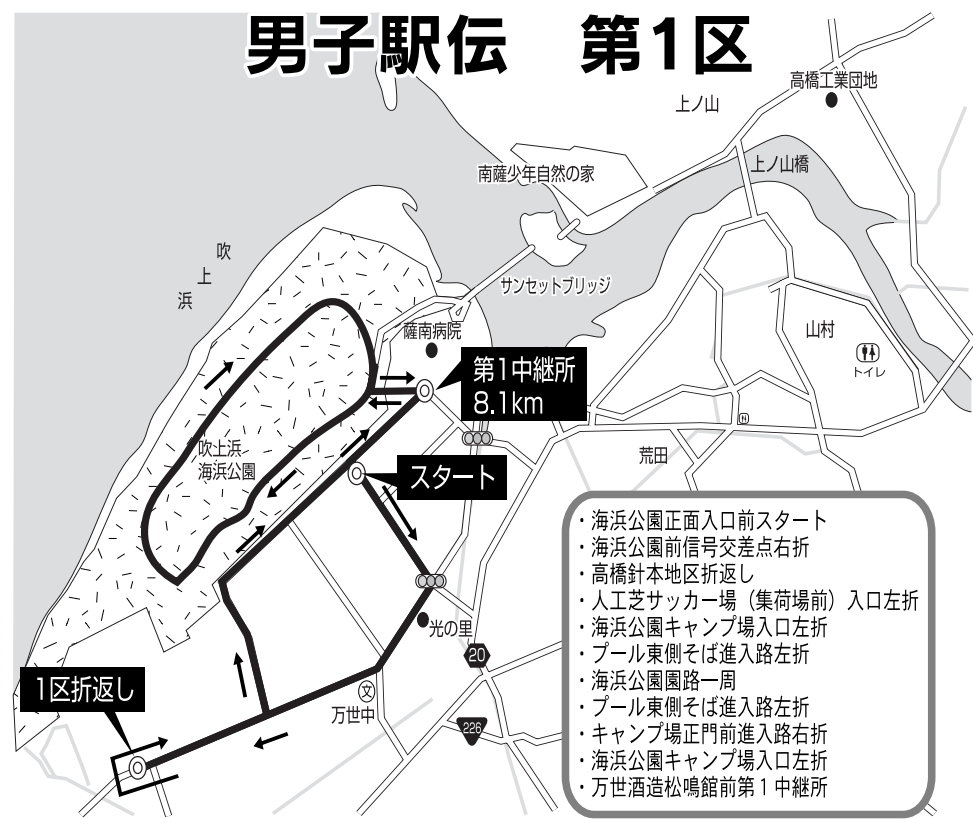 男子駅伝　第1区
高橋工業団地
上ノ山
上ノ山橋
南薩少年自然の家
吹上浜
サンセットブリッジ
薩南病院
山村
トイレ
第1中継所
8.1km
吹上浜
海浜公園
荒田
スタート
光の里
20
1区折返し
文
万世中
226
・海浜公園正面入口前スタート
・海浜公園前信号交差点右折
・高橋針本地区折返し
・人工芝サッカー場（集荷場前）入口左折
・海浜公園キャンプ場入口左折
・プール東側そば進入路左折
・海浜公園園路一周
・プール東側そば進入路左折
・キャンプ場正門前進入路右折
・海浜公園キャンプ場入口左折
・万世酒造松鳴館前第1中継所